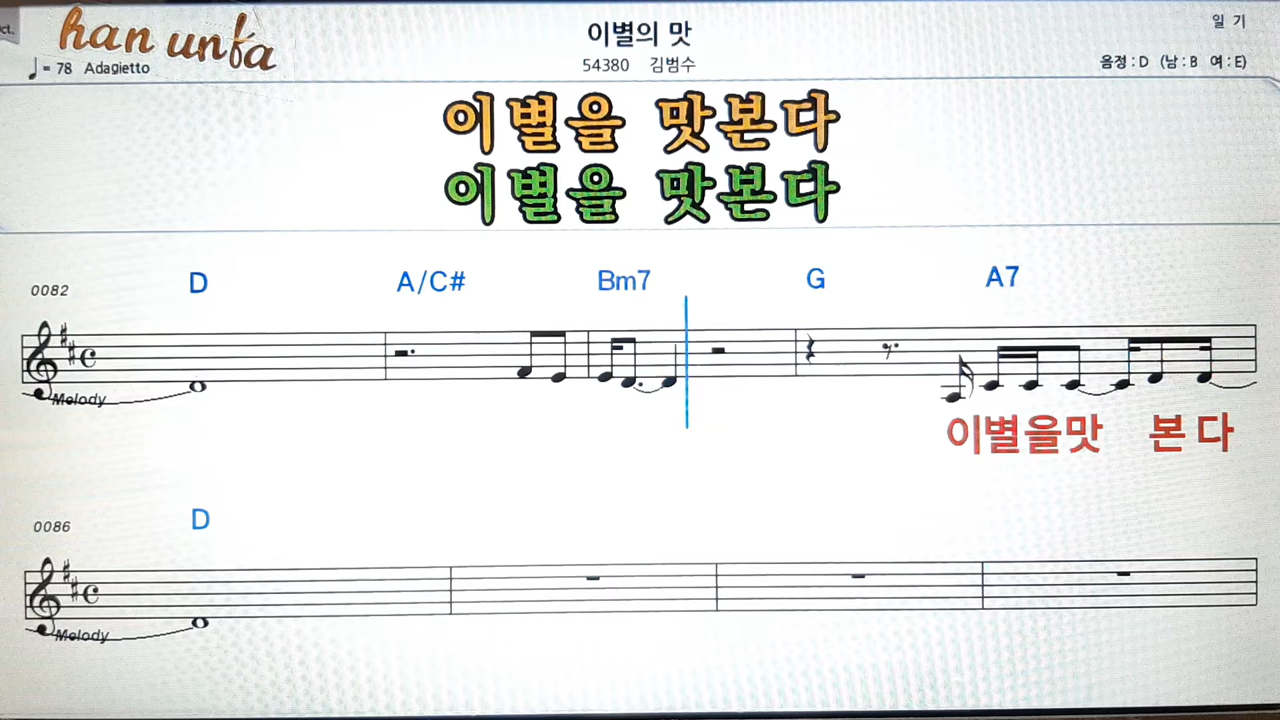 ct.
han unfa
♩= 78 Adagietto
이별의 맛
54380 김범수
일 기
음정 : D (남 : B 여 : E)
이별을 맛본다
이별을 맛본다
0082 D A/C# Bm7 G A7
Melody
이별을맛 본다
0086 D
Melody